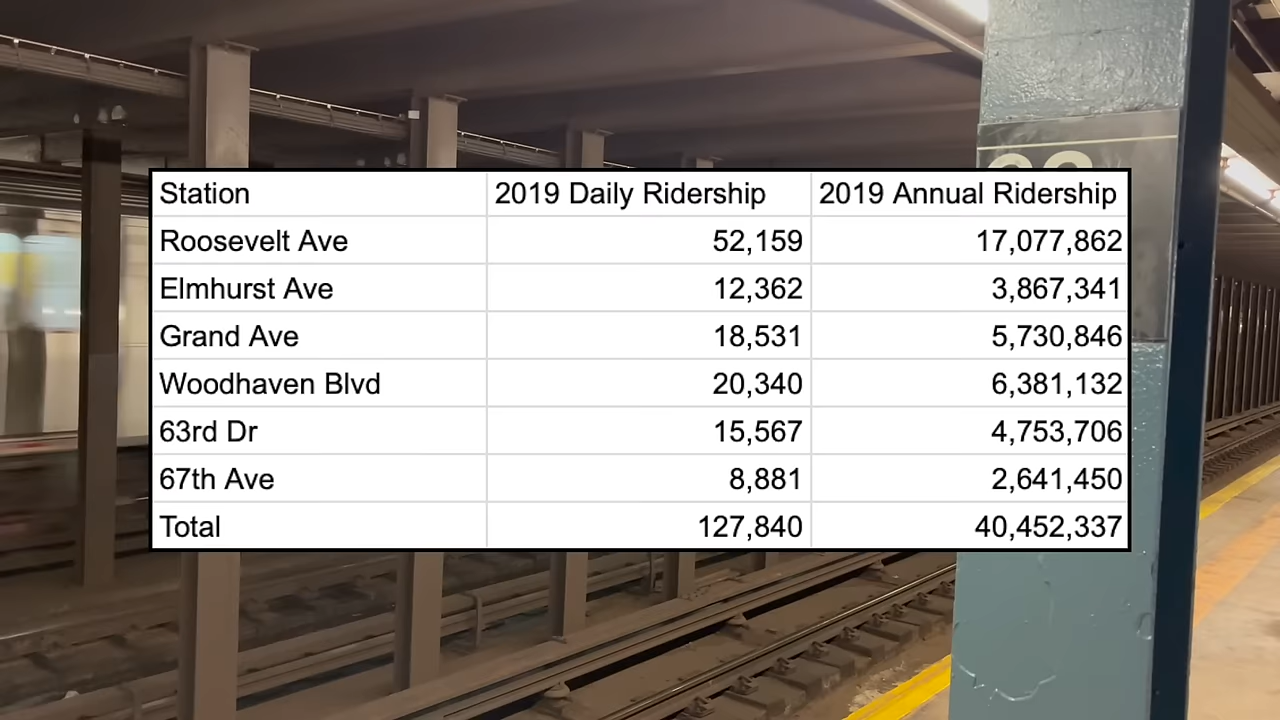 Station 2019 Daily Ridership 2019 Annual Ridership
Roosevelt Ave 52,159 17,077,862
Elmhurst Ave 12,362 3,867,341
Grand Ave 18,531 5,730,846
Woodhaven Blvd 20,340 6,381,132
63rd Dr 15,567 4,753,706
67th Ave 8,881 2,641,450
Total 127,840 40,452,337